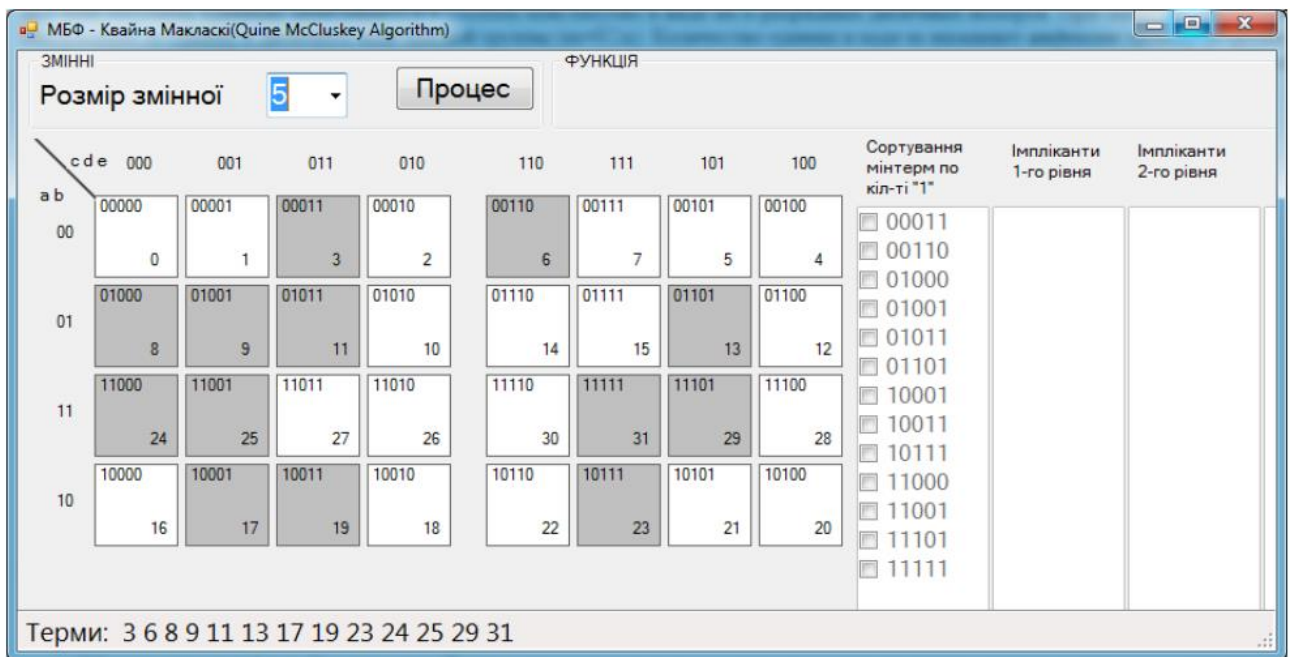 МБФ - Квайна Макласкі(Quine McCluskey Algorithm)
ЗМІННІ
Розмір змінної 5 Процес
ФУНКЦІЯ
c d e 000 001 011 010 110 111 101 100
a b
00000 00001 00011 00010 00110 00111 00101 00100
00
0 1 3 2 6 7 5 4
01000 01001 01011 01010 01110 01111 01101 01100
01
8 9 11 10 14 15 13 12
11000 11001 11011 11010 11110 11111 11101 11100
11
24 25 27 26 30 31 29 28
10000 10001 10011 10010 10110 10111 10101 10100
10
16 17 19 18 22 23 21 20
Сортування
мінтерм по
кіл-ті "1"
00011
00110
01000
01001
01011
01101
10001
10011
10111
11000
11001
11101
11111
Імпліканти
1-го рівня
Імпліканти
2-го рівня
Терми: 3 6 8 9 11 13 17 19 23 24 25 29 31